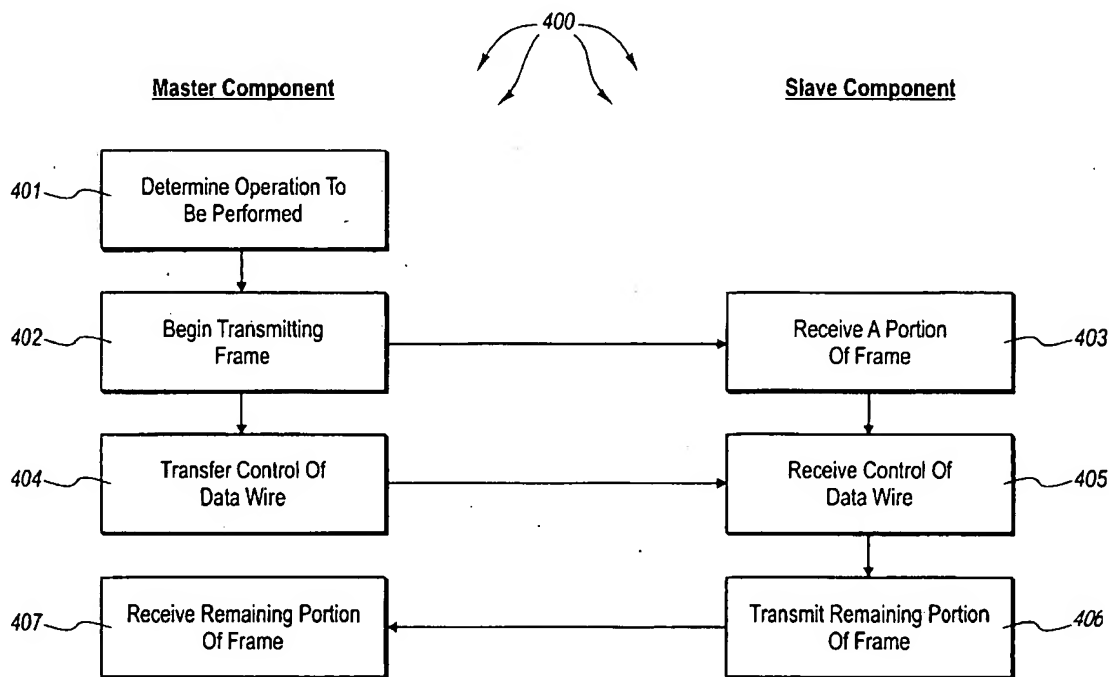 400
Master Component
Slave Component
401
Determine Operation To
Be Performed
402
Begin Transmitting
Frame
Receive A Portion
Of Frame
403
404
Transfer Control Of
Data Wire
Receive Control Of
Data Wire
405
407
Receive Remaining Portion
Of Frame
Transmit Remaining Portion
Of Frame
406